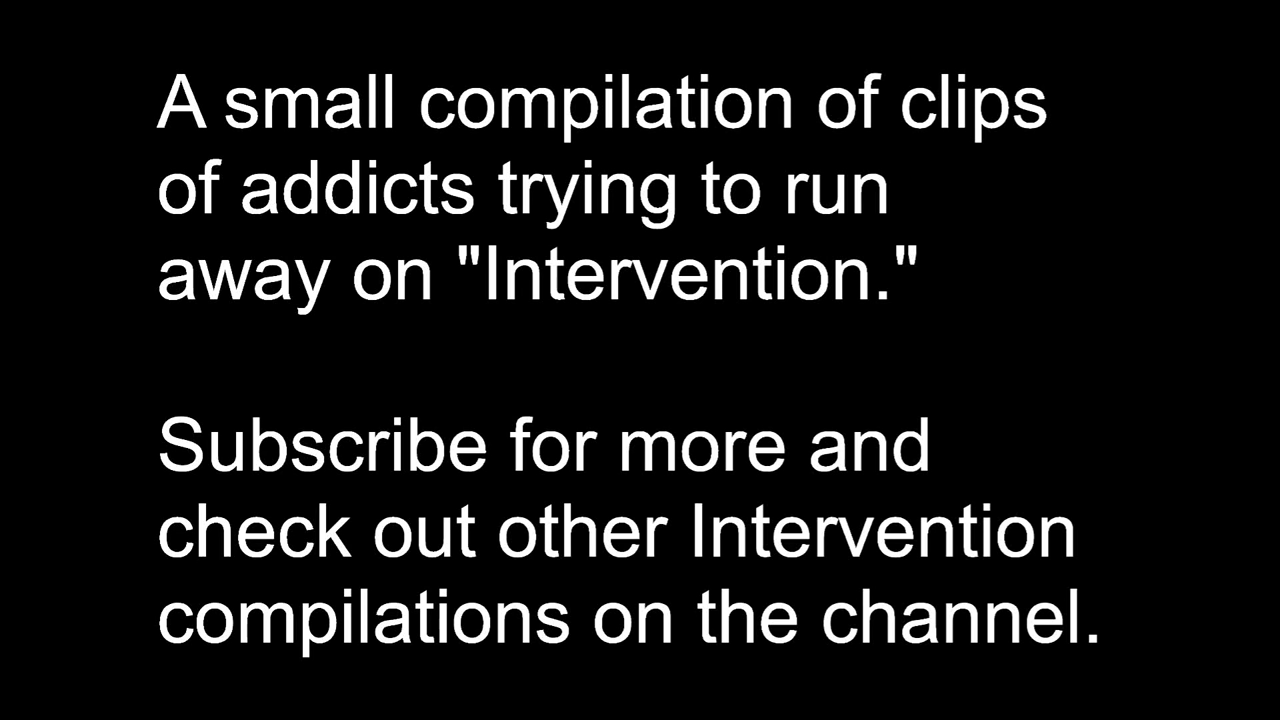 A small compilation of clips
of addicts trying to run
away on "Intervention."
Subscribe for more and
check out other Intervention
compilations on the channel.